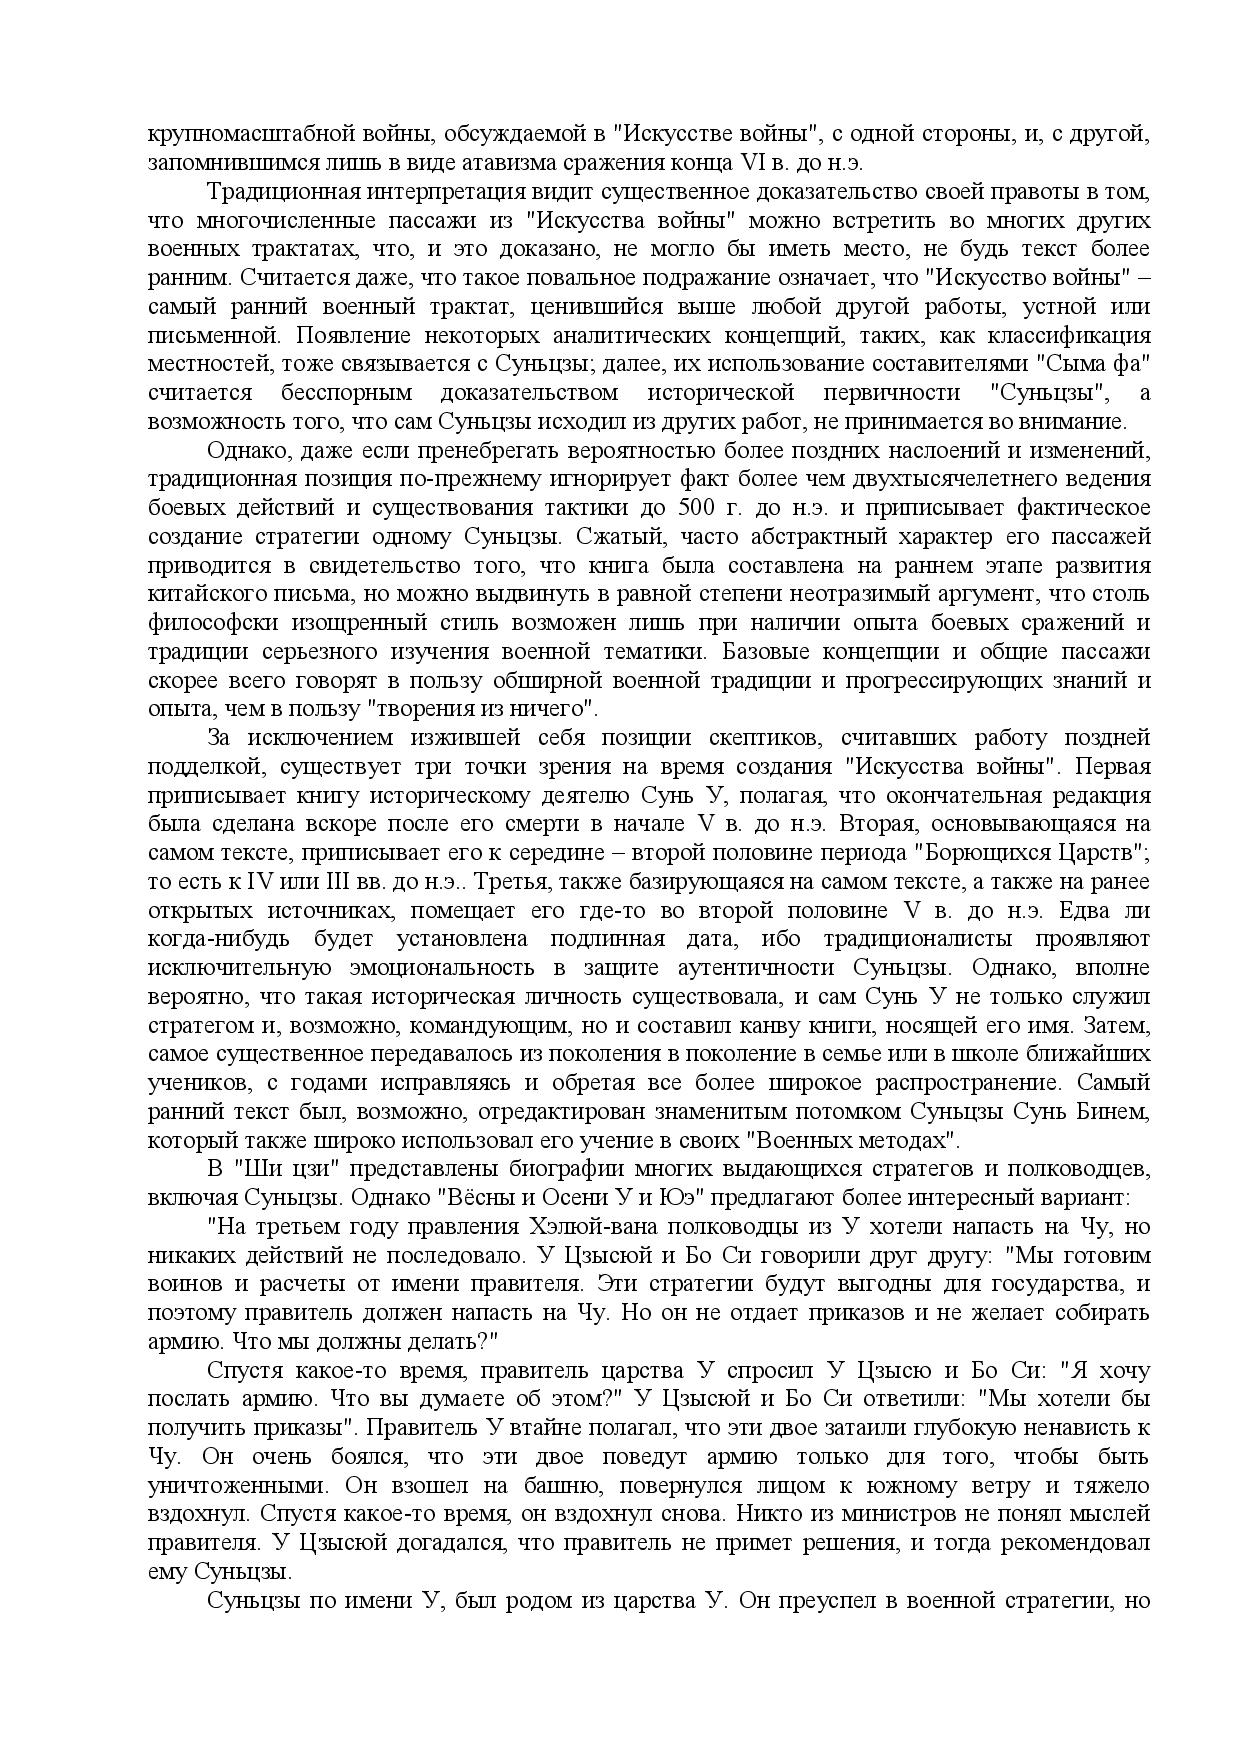 крупномасштабной войны, обсуждаемой в "Искусстве войны", с одной стороны, и, с другой,
запомнившимся лишь в виде атавизма сражения конца VI в. до н.э.
Традиционная интерпретация видит существенное доказательство своей правоты в том,
что многочисленные пассажи из "Искусства войны" можно встретить во многих других
военных трактатах, что, и это доказано, не могло бы иметь место, не будь текст более
ранним. Считается даже, что такое повальное подражание означает, что "Искусство войны" –
самый ранний военный трактат, ценившийся выше любой другой работы, устной или
письменной. Появление некоторых аналитических концепций, таких, как классификация
местностей, тоже связывается с Суньцзы; далее, их использование составителями "Сыма фа"
считается бесспорным доказательством исторической первичности "Суньцзы", а
возможность того, что сам Суньцзы исходил из других работ, не принимается во внимание.
Однако, даже если пренебрегать вероятностью более поздних наслоений и изменений,
традиционная позиция по-прежнему игнорирует факт более чем двухтысячелетнего ведения
боевых действий и существования тактики до 500 г. до н.э. и приписывает фактическое
создание стратегии одному Суньцзы. Сжатый, часто абстрактный характер его пассажей
приводится в свидетельство того, что книга была составлена на раннем этапе развития
китайского письма, но можно выдвинуть в равной степени неотразимый аргумент, что столь
философски изощренный стиль возможен лишь при наличии опыта боевых сражений и
традиции серьезного изучения военной тематики. Базовые концепции и общие пассажи
скорее всего говорят в пользу обширной военной традиции и прогрессирующих знаний и
опыта, чем в пользу "творения из ничего".
За исключением изжившей себя позиции скептиков, считавших работу поздней
подделкой, существует три точки зрения на время создания "Искусства войны". Первая
приписывает книгу историческому деятелю Сунь У, полагая, что окончательная редакция
была сделана вскоре после его смерти в начале V в. до н.э. Вторая, основывающаяся на
самом тексте, приписывает его к середине – второй половине периода "Борющихся Царств";
то есть к IV или III вв. до н.э.. Третья, также базирующаяся на самом тексте, а также на ранее
открытых источниках, помещает его где-то во второй половине V в. до н.э. Едва ли
когда-нибудь будет установлена подлинная дата, ибо традиционалисты проявляют
исключительную эмоциональность в защите аутентичности Суньцзы. Однако, вполне
вероятно, что такая историческая личность существовала, и сам Сунь У не только служил
стратегом и, возможно, командующим, но и составил канву книги, носящей его имя. Затем,
самое существенное передавалось из поколения в поколение в семье или в школе ближайших
учеников, с годами исправляясь и обретая все более широкое распространение. Самый
ранний текст был, возможно, отредактирован знаменитым потомком Суньцзы Сунь Бинем,
который также широко использовал его учение в своих "Военных методах".
В "Ши цзи" представлены биографии многих выдающихся стратегов и полководцев,
включая Суньцзы. Однако "Вёсны и Осени У и Юэ" предлагают более интересный вариант:
"На третьем году правления Хэлюй-вана полководцы из У хотели напасть на Чу, но
никаких действий не последовало. У Цзысюй и Бо Си говорили друг другу: "Мы готовим
воинов и расчеты от имени правителя. Эти стратегии будут выгодны для государства, и
поэтому правитель должен напасть на Чу. Но он не отдает приказов и не желает собирать
армию. Что мы должны делать?"
Спустя какое-то время, правитель царства У спросил У Цзысю и Бо Си: "Я хочу
послать армию. Что вы думаете об этом?" У Цзысюй и Бо Си ответили: "Мы хотели бы
получить приказы". Правитель У втайне полагал, что эти двое затаили глубокую ненависть к
Чу. Он очень боялся, что эти двое поведут армию только для того, чтобы быть
уничтоженными. Он взошел на башню, повернулся лицом к южному ветру и тяжело
вздохнул. Спустя какое-то время, он вздохнул снова. Никто из министров не понял мыслей
правителя. У Цзысюй догадался, что правитель не примет решения, и тогда рекомендовал
ему Суньцзы.
Суньцзы по имени У, был родом из царства У. Он преуспел в военной стратегии, но